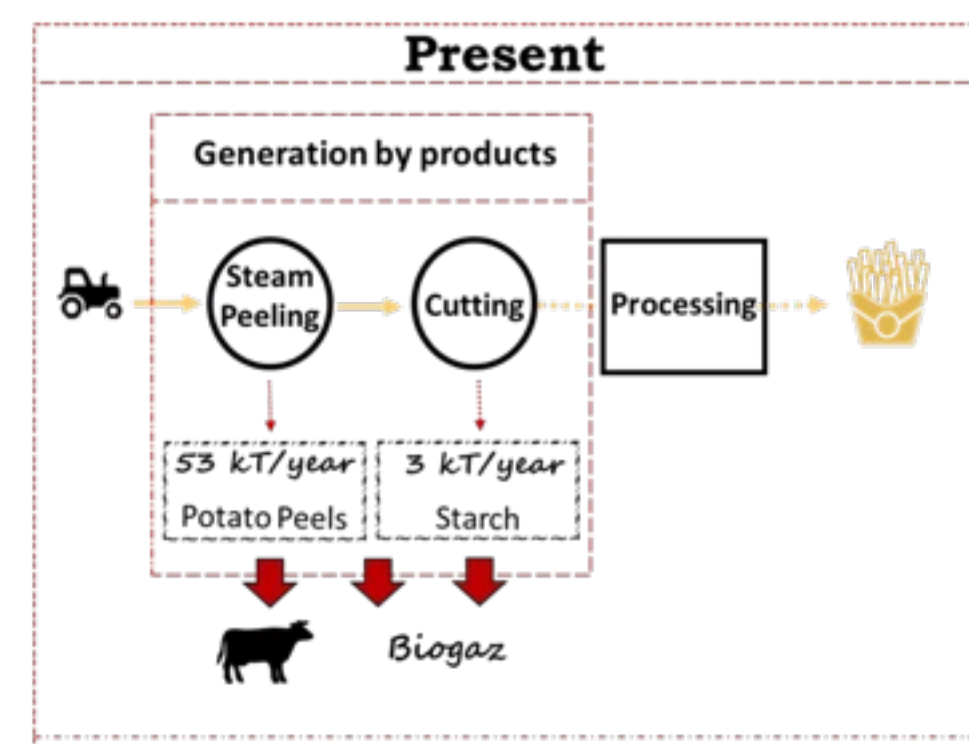 Present
Generation by products
Steam
Peeling
Cutting
Processing
53 kT/year
Potato Peels
3 kT/year
Starch
Biogaz